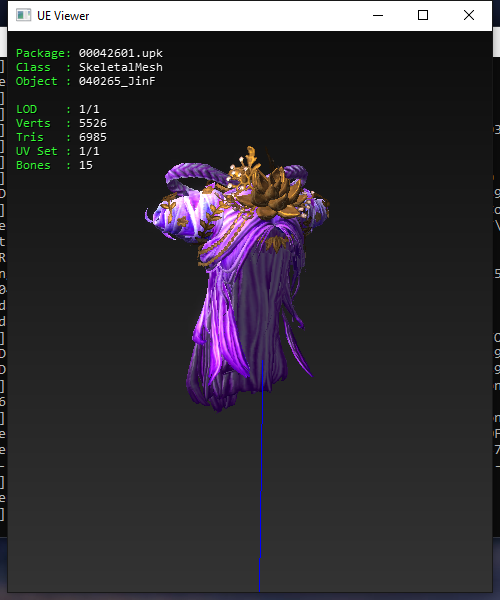 UE Viewer
Package: 00042601.upk
Class : SkeletalMesh
Object : 040265_JinF
LOD : 1/1
Verts : 5526
Tris : 6985
UV Set : 1/1
Bones : 15